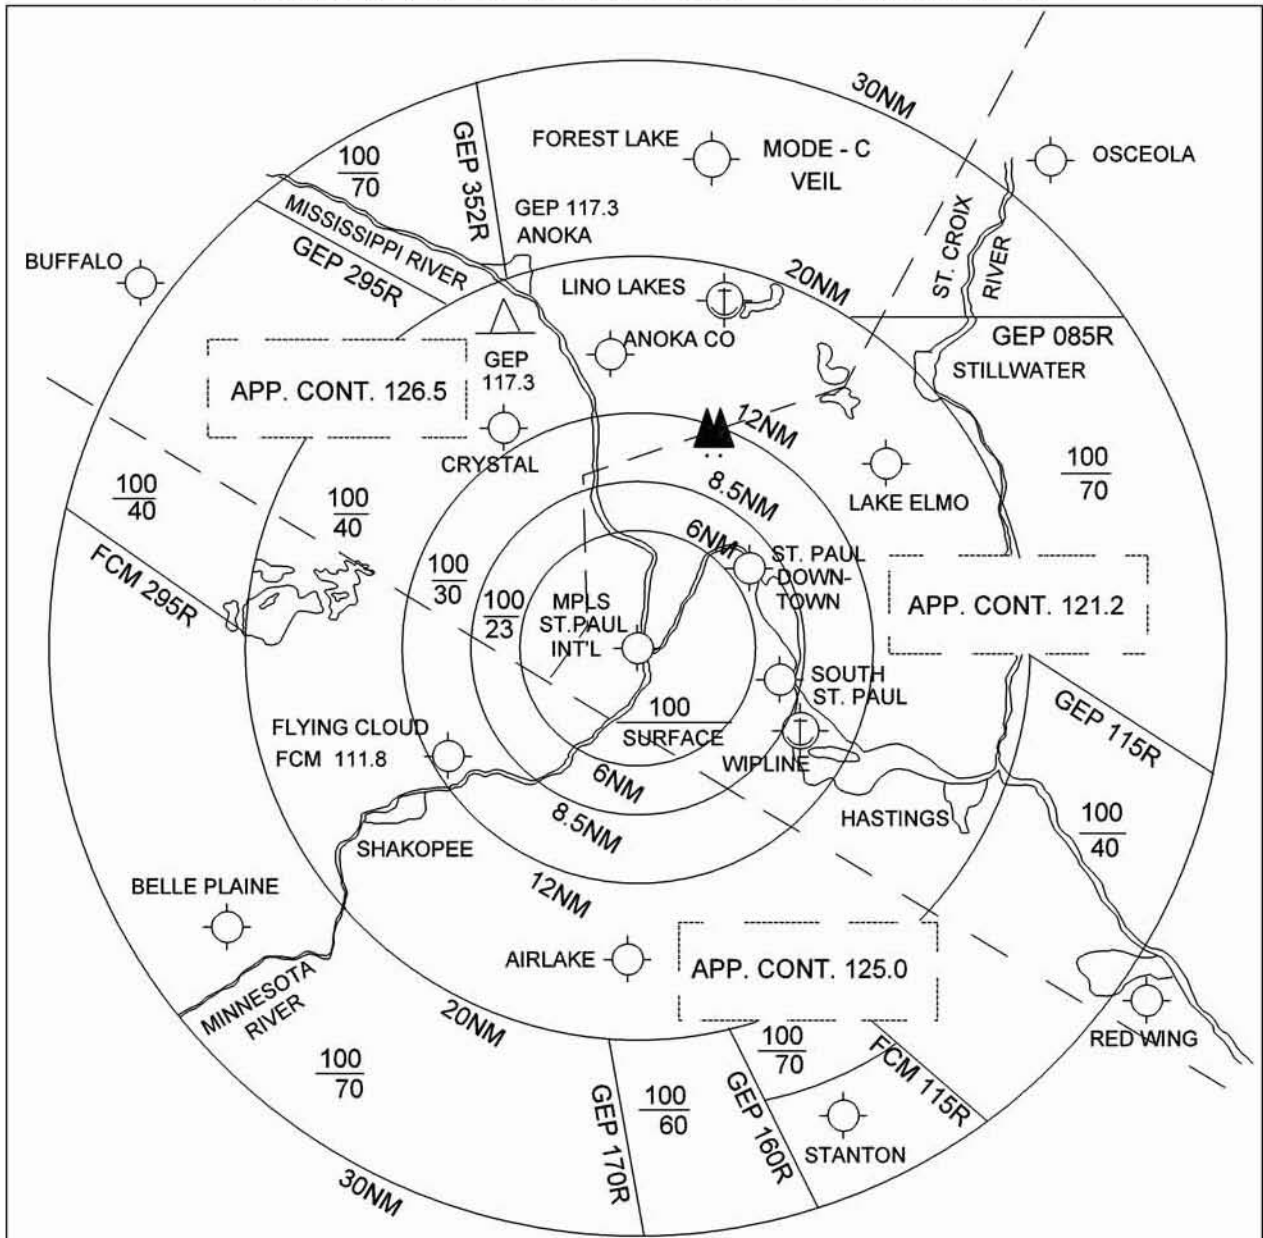 30NM
FOREST LAKE
MODE - C
VEIL
OSCEOLA
100
70
GEP 352R
MISSISSIPPI RIVER
GEP 295R
GEP 117.3
ANOKA
ST. CROIX
RIVER
BUFFALO
20NM
LINO LAKES
GEP 085R
ANOKA CO
GEP
117.3
STILLWATER
APP. CONT. 126.5
12NM
CRYSTAL
100
40
100
40
8.5NM
LAKE ELMO
100
70
6NM
FCM 295R
100
30
ST. PAUL
DOWN-
TOWN
100
23
MPLS
ST.PAUL
INT'L
APP. CONT. 121.2
SOUTH
ST. PAUL
100
SURFACE
GEP 115R
FLYING CLOUD
FCM 111.8
WIPLINE
6NM
8.5NM
HASTINGS
100
40
SHAKOPEE
12NM
BELLE PLAINE
AIRLAKE
APP. CONT. 125.0
MINNESOTA
RIVER
20NM
RED WING
100
70
100
70
FCM 115R
GEP 170R
100
60
GEP 160R
STANTON
30NM